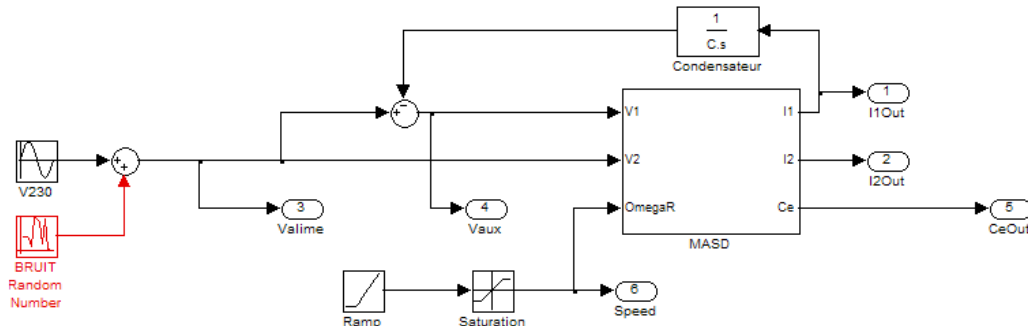 1
C.s
Condensateur
V1
I1
1
I1Out
V2
I2
2
I2Out
V230
3
Valime
4
Vaux
OmegaR
Ce
5
CeOut
MASD
BRUIT
Random
Number
Ramp
Saturation
6
Speed